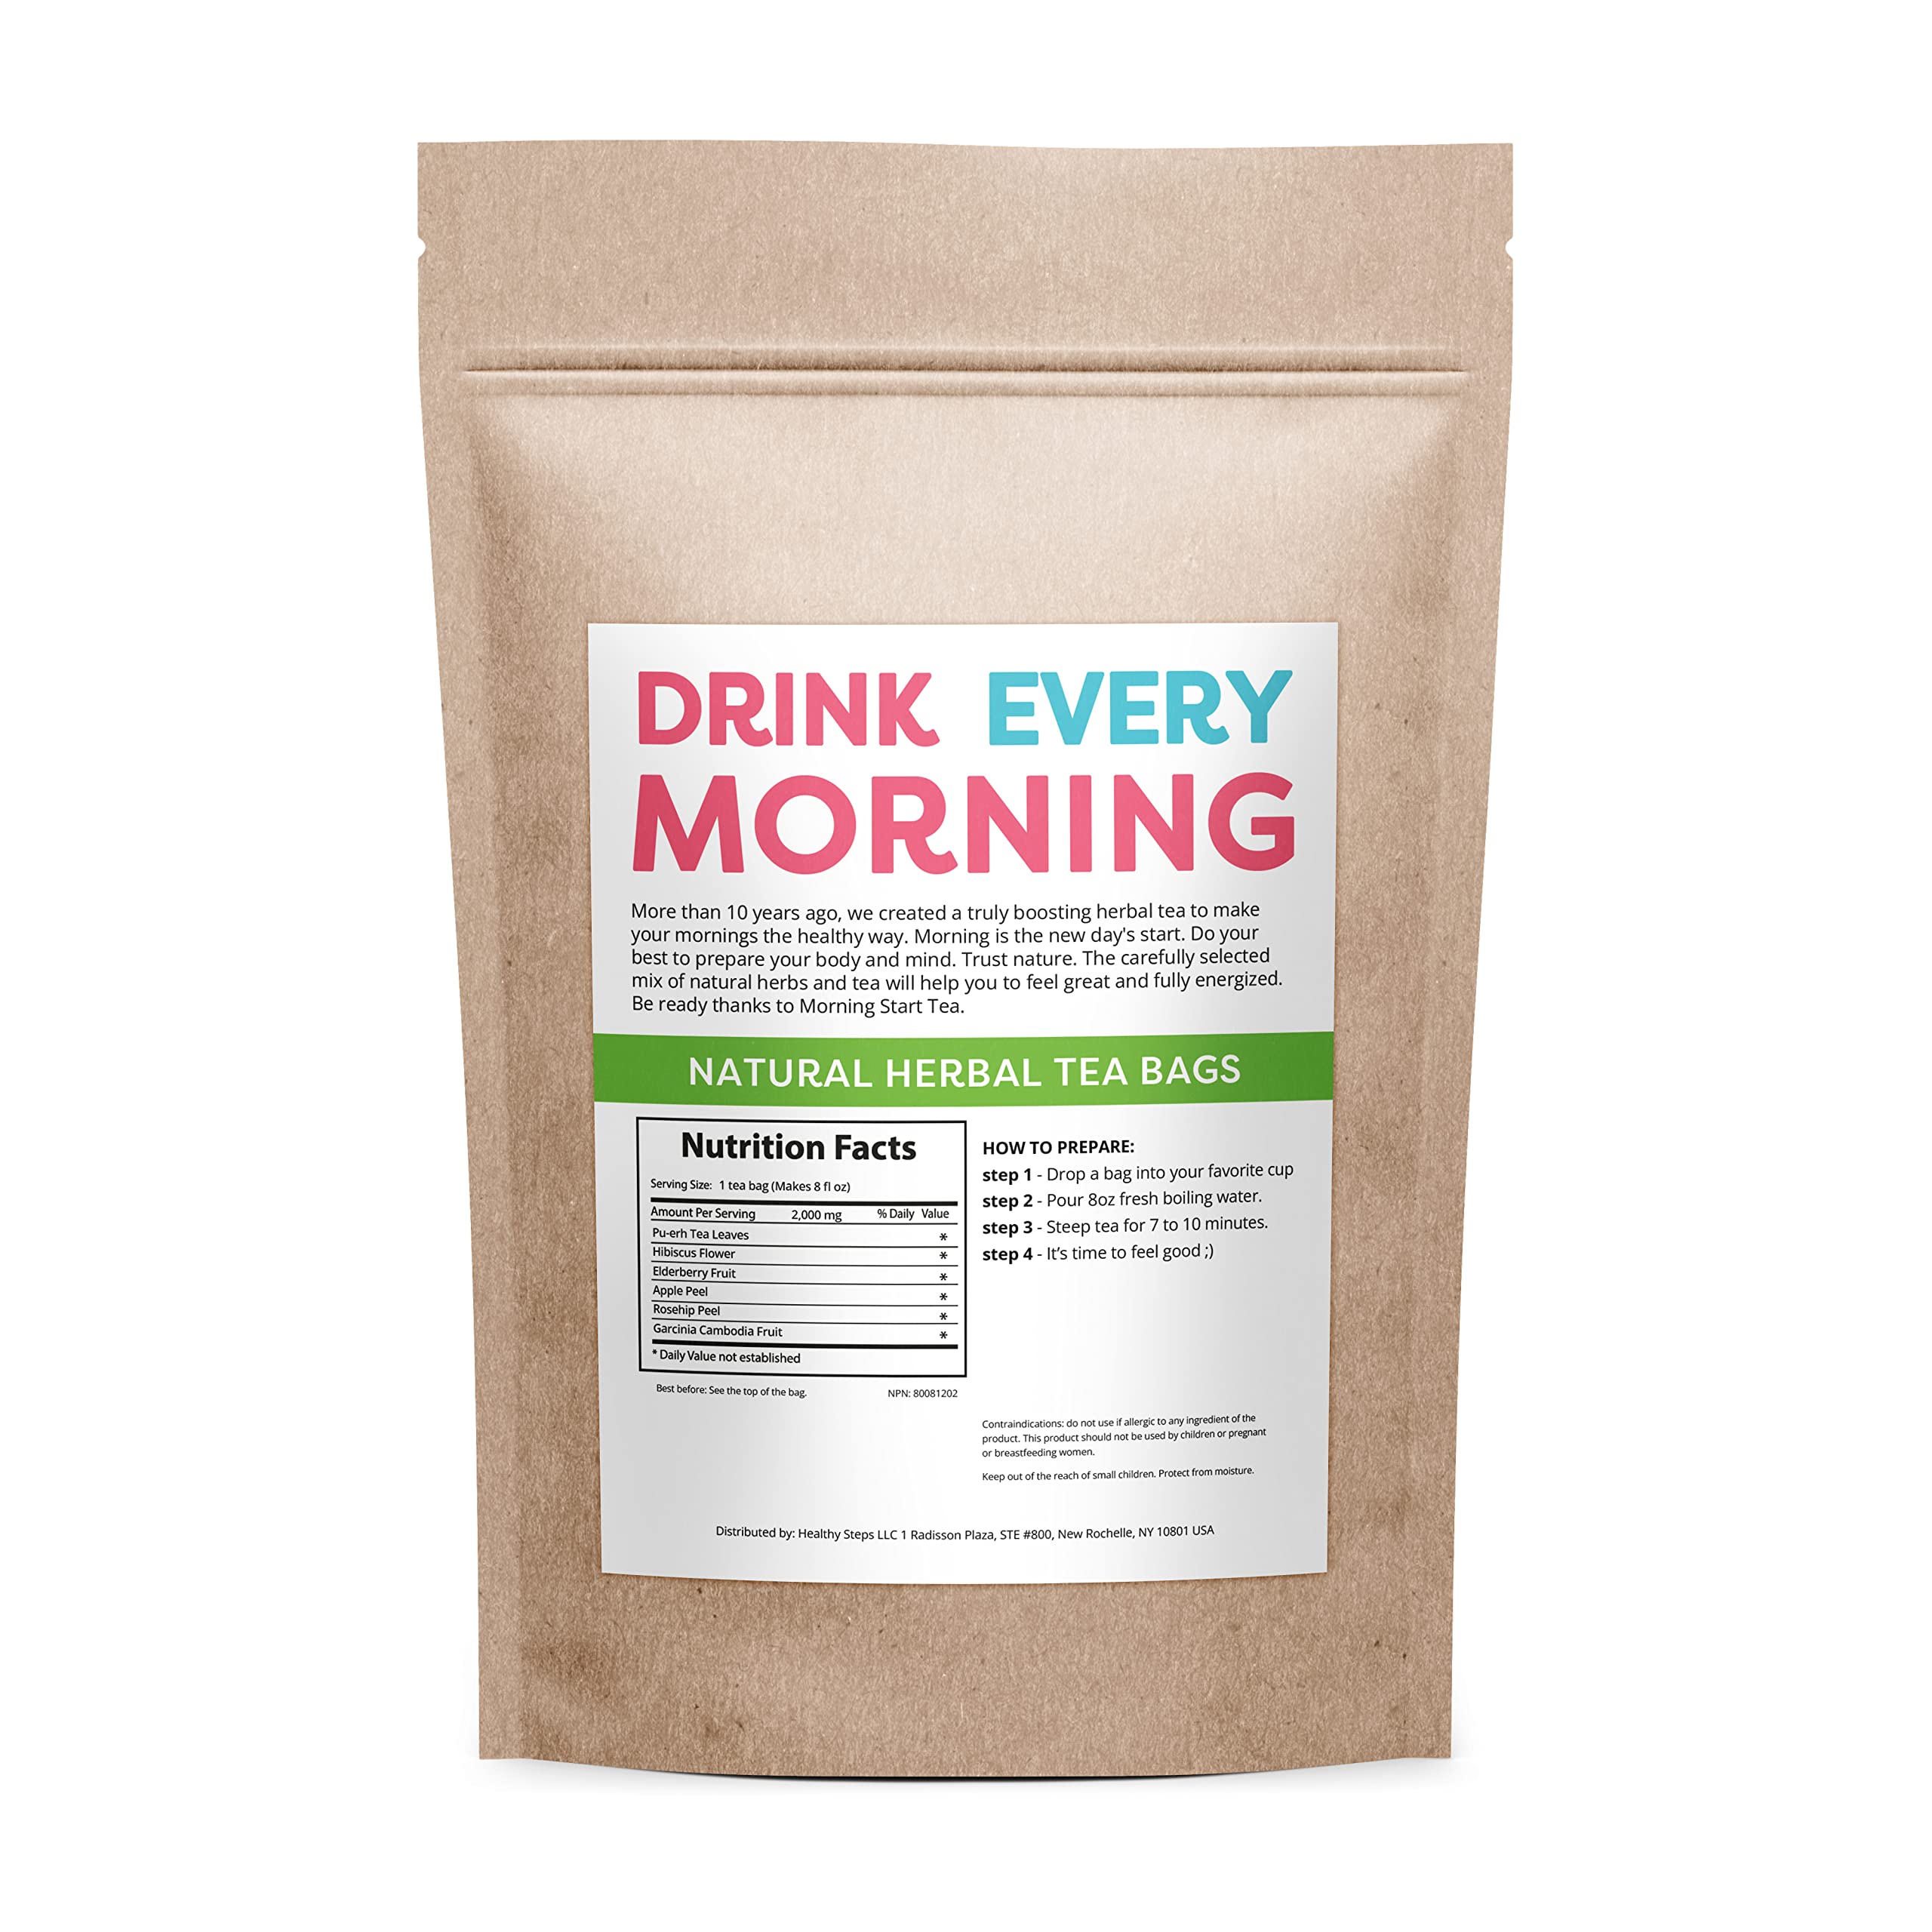 DRINK EVERY
MORNING
More than 10 years ago, we created a truly boosting herbal tea to make
your mornings the healthy way. Morning is the new day's start. Do your
best to prepare your body and mind. Trust nature. The carefully selected
mix of natural herbs and tea will help you to feel great and fully energized.
Be ready thanks to Morning Start Tea.
NATURAL HERBAL TEA BAGS
Nutrition Facts
Serving Size: 1 tea bag (Makes 8 fl oz)
Amount Per Serving 2,000 mg % Daily Value
Pu-erh Tea Leaves *
Hibiscus Flower *
Elderberry Fruit *
Apple Peel *
Rosehip Peel *
Garcinia Cambodia Fruit *
* Daily Value not established
Best before: See the top of the bag. NPN: 80081202
HOW TO PREPARE:
step 1 - Drop a bag into your favorite cup
step 2 - Pour 8oz fresh boiling water.
step 3 - Steep tea for 7 to 10 minutes.
step 4 - It's time to feel good ;)
Contraindications: do not use if allergic to any ingredient of the
product. This product should not be used by children or pregnant
or breastfeeding women.
Keep out of the reach of small children. Protect from moisture.
Distributed by: Healthy Steps LLC 1 Radisson Plaza, STE #800, New Rochelle, NY 10801 USA